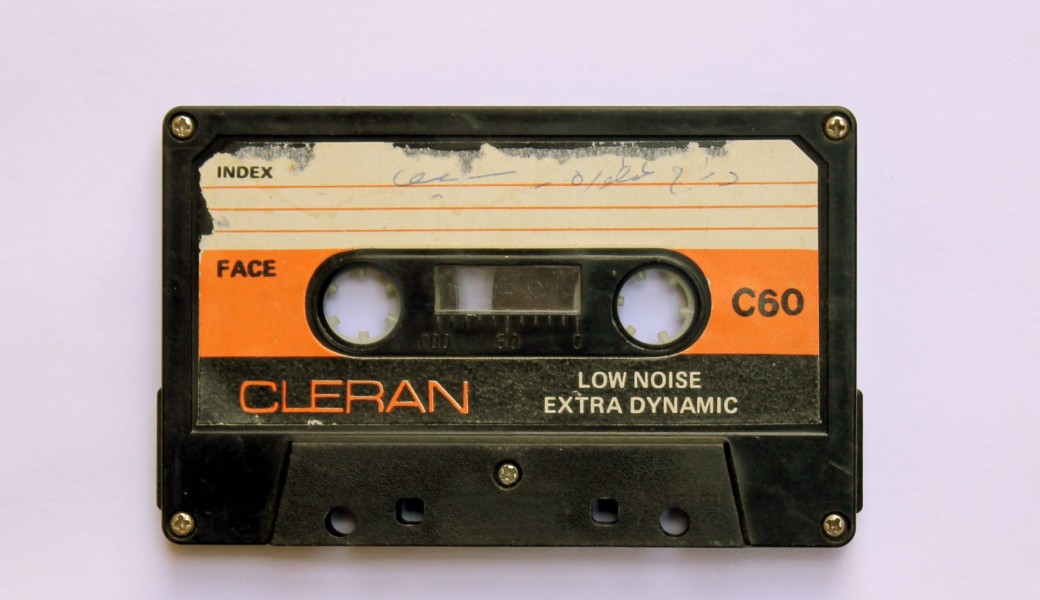 INDEX
FACE
C60
100 50 0
CLERAN
LOW NOISE
EXTRA DYNAMIC